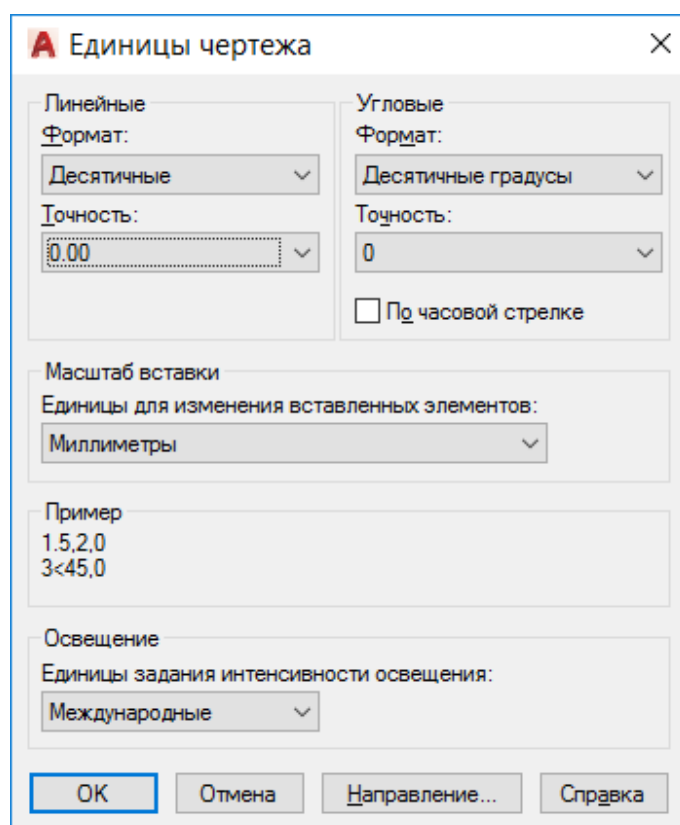 Единицы чертежа
Линейные
Формат:
Десятичные
Точность:
0.00
Угловые
Формат:
Десятичные градусы
Точность:
0
По часовой стрелке
Масштаб вставки
Единицы для изменения вставленных элементов:
Миллиметры
Пример
1.5,2,0
3<45,0
Освещение
Единицы задания интенсивности освещения:
Международные
OK
Отмена
Направление...
Справка